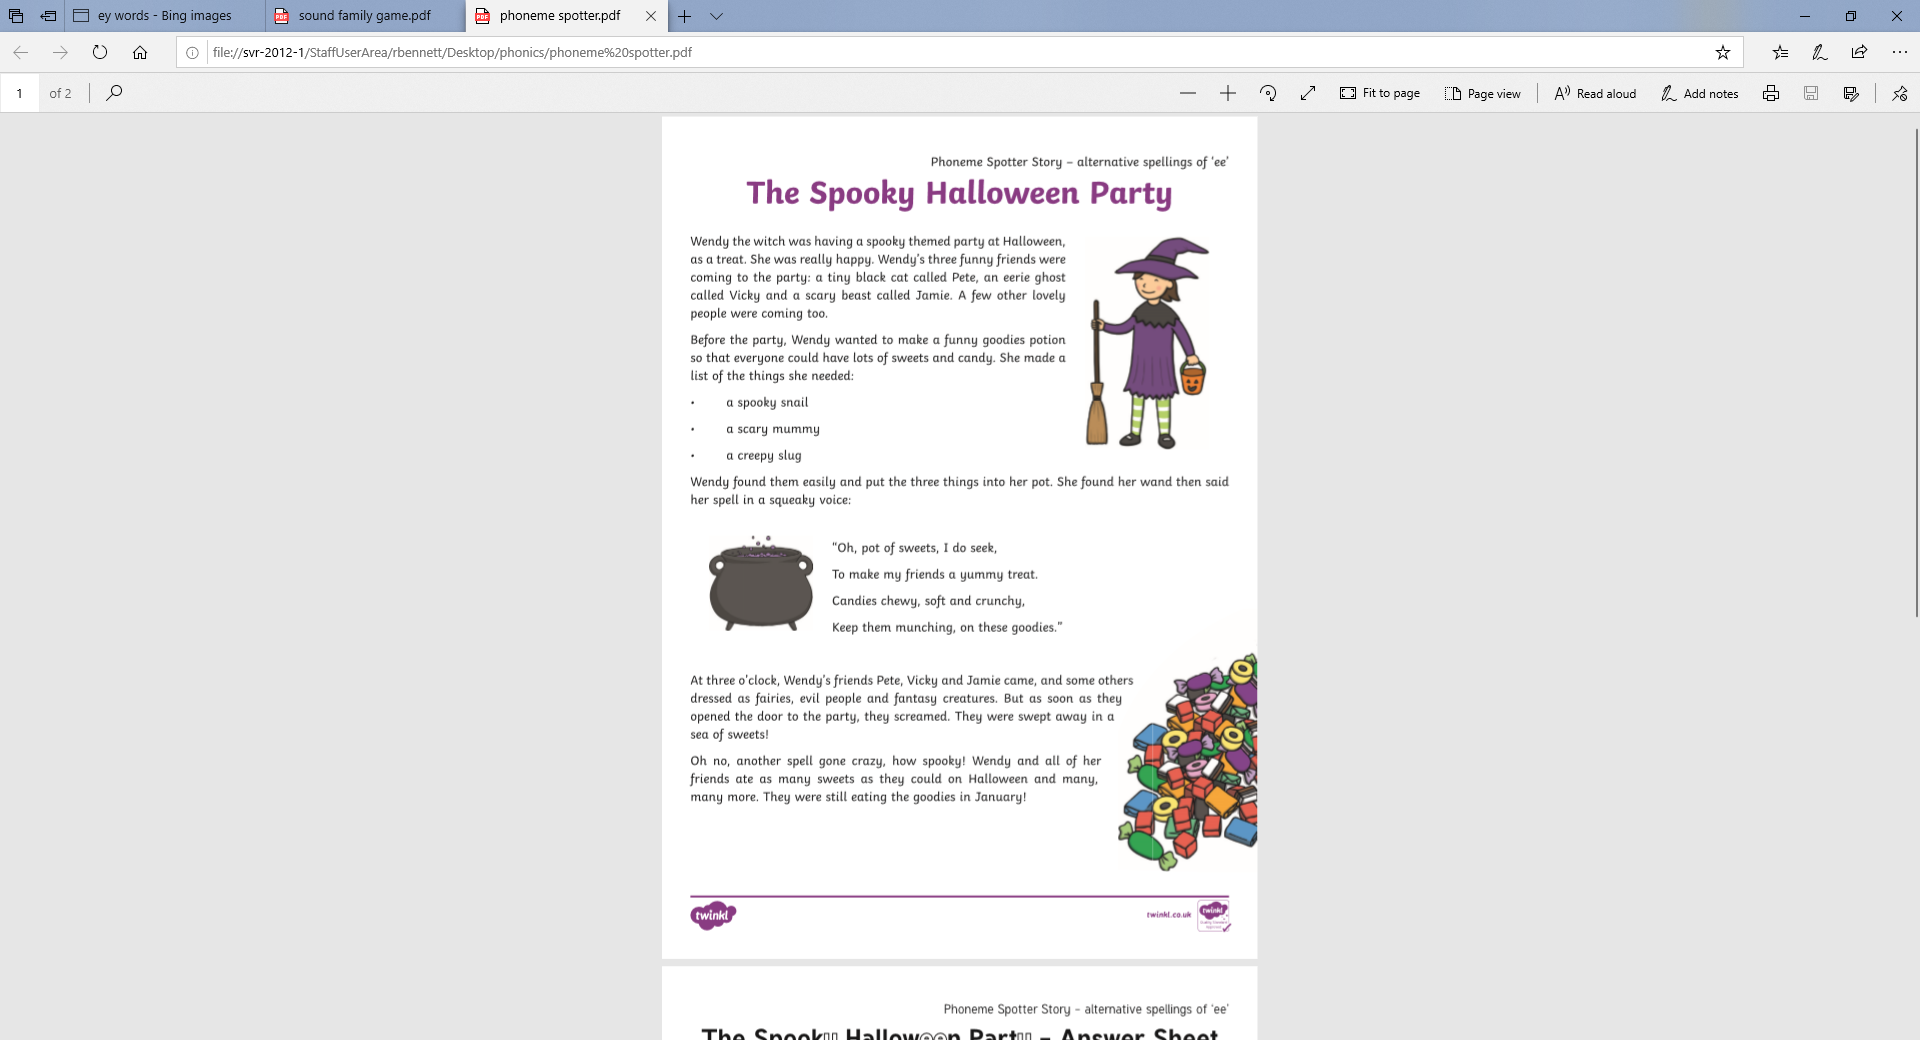 ey words - Bing images
sound family game.pdf
phoneme spotter.pdf
file://svr-2012-1/StaffUserArea/rbennett/Desktop/phonics/phoneme%20spotter.pdf
1 of 2
Fit to page
Page view
Read aloud
Add notes
Phoneme Spotter Story – alternative spellings of ‘ee’
The Spooky Halloween Party
Wendy the witch was having a spooky themed party at Halloween,
as a treat. She was really happy. Wendy’s three funny friends were
coming to the party: a tiny black cat called Pete, an eerie ghost
called Vicky and a scary beast called Jamie. A few other lovely
people were coming too.
Before the party, Wendy wanted to make a funny goodies potion
so that everyone could have lots of sweets and candy. She made a
list of the things she needed:
• a spooky snail
• a scary mummy
• a creepy slug
Wendy found them easily and put the three things into her pot. She found her wand then said
her spell in a squeaky voice:
“Oh, pot of sweets, I do seek,
To make my friends a yummy treat.
Candies chewy, soft and crunchy,
Keep them munching, on these goodies.”
At three o’clock, Wendy’s friends Pete, Vicky and Jamie came, and some others
dressed as fairies, evil people and fantasy creatures. But as soon as they
opened the door to the party, they screamed. They were swept away in a
sea of sweets!
Oh no, another spell gone crazy, how spooky! Wendy and all of her
friends ate as many sweets as they could on Halloween and many,
many more. They were still eating the goodies in January!
twinkl
twinkl.co.uk
twinkl
Phoneme Spotter Story – alternative spellings of ‘ee’
The Spook▯▯ Halloween Part▯▯ – Answer Sheet